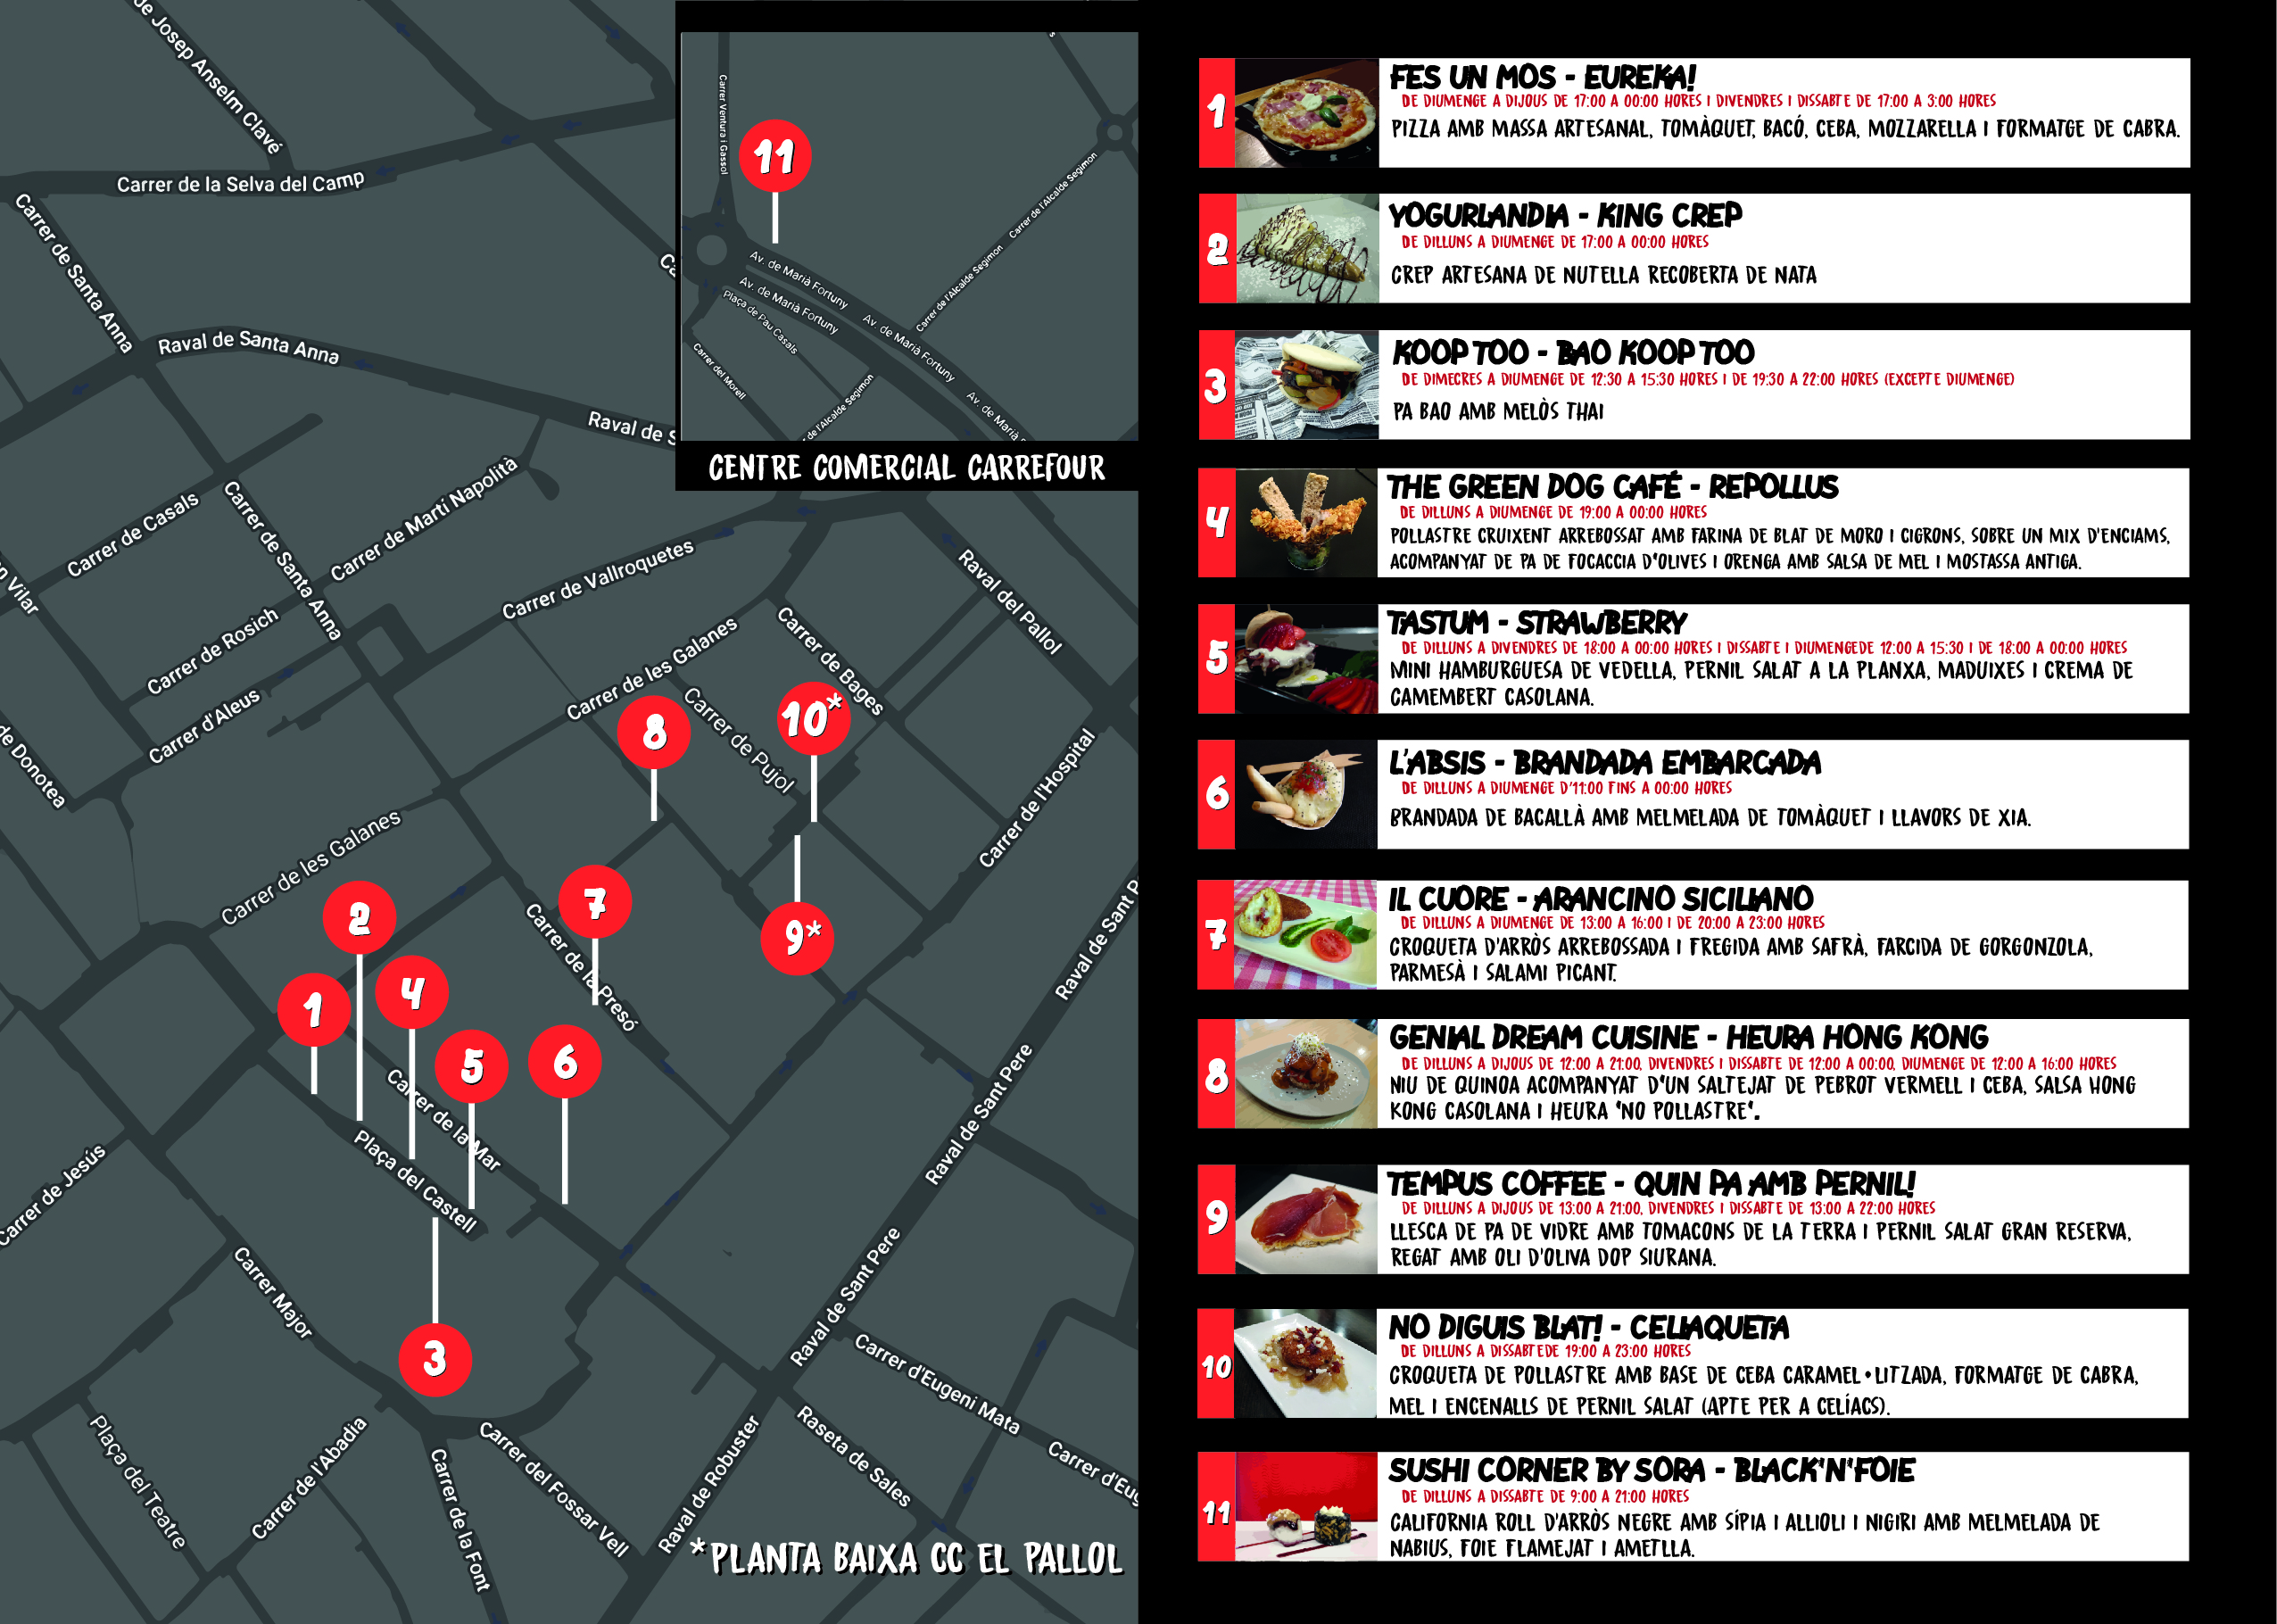 de Josep Anselm Clavé
Carrer de la Selva del Camp
Carrer de Santa Anna
Raval de Santa Anna
Raval de S
Ca
Carrer de Casals
Carrer de Santa Anna
Carrer de Martí Napolità
Carrer de Vallroquetes
Raval del Pallol
n Vilar
Carrer de Rosich
Carrer d'Aleus
de Donotea
Carrer de les Galanes
Carrer de Bages
Carrer de Pujol
Carrer de l'Hospital
Carrer de les Galanes
Carrer de la Presó
Raval de Sant P
Raval de Sant Pere
Carrer de la Mar
Plaça del Castell
Carrer de Jesús
Carrer Major
Raval de Sant Pere
Carrer d'Eugeni Mata
Carrer d'Eug
Raseta de Sales
Raval de Robuster
Carrer del Fossar Vell
Carrer de la Font
Carrer de l'Abadia
Plaça del Teatre
8
10*
7
9*
2
1
4
5
6
3
*PLANTA BAIXA CC EL PALLOL
Carrer Ventura i Gassol
11
s
Carrer de l'Alcalde Segimon
Carrer de l'Alcalde Segimon
Av. de Marià Fortuny
Av. de Marià Fortuny
Plaça de Pau Casals
Av. de Marià Fortuny
Carrer del Morell
de l'Alcalde Segimon
Av. de Marià F
CENTRE COMERCIAL CARREFOUR
1
FES UN MOS - EUREKA!
DE DIUMENGE A DIJOUS DE 17:00 A 00:00 HORES I DIVENDRES I DISSABTE DE 17:00 A 3:00 HORES
PIZZA AMB MASSA ARTESANAL, TOMÀQUET, BACÓ, CEBA, MOZZARELLA I FORMATGE DE CABRA.
2
YOGURLANDIA - KING CREP
DE DILLUNS A DIUMENGE DE 17:00 A 00:00 HORES
CREP ARTESANA DE NUTELLA RECOBERTA DE NATA
3
KOOP TOO - BAO KOOP TOO
DE DIMECRES A DIUMENGE DE 12:30 A 15:30 HORES I DE 19:30 A 22:00 HORES (EXCEPTE DIUMENGE)
PA BAO AMB MELÒS THAI
4
THE GREEN DOG CAFÉ - REPOLLUS
DE DILLUNS A DIUMENGE DE 19:00 A 00:00 HORES
POLLASTRE CRUIXENT ARREBOSSAT AMB FARINA DE BLAT DE MORO I CIGRONS, SOBRE UN MIX D'ENCIAMS,
ACOMPANYAT DE PA DE FOCACCIA D'OLIVES I ORENGA AMB SALSA DE MEL I MOSTASSA ANTIGA.
5
TASTUM - STRAWBERRY
DE DILLUNS A DIVENDRES DE 18:00 A 00:00 HORES I DISSABTE I DIUMENGEDE 12:00 A 15:30 I DE 18:00 A 00:00 HORES
MINI HAMBURGUESA DE VEDELLA, PERNIL SALAT A LA PLANXA, MADUIXES I CREMA DE
CAMEMBERT CASOLANA.
6
L'ABSIS - BRANDADA EMBARCADA
DE DILLUNS A DIUMENGE D'11:00 FINS A 00:00 HORES
BRANDADA DE BACALLÀ AMB MELMELADA DE TOMÀQUET I LLAVORS DE XIA.
7
IL CUORE - ARANCINO SICILIANO
DE DILLUNS A DIUMENGE DE 13:00 A 16:00 I DE 20:00 A 23:00 HORES
CROQUETA D'ARRÒS ARREBOSSADA I FREGIDA AMB SAFRÀ, FARCIDA DE GORGONZOLA,
PARMESÀ I SALAMI PICANT.
8
GENIAL DREAM CUISINE - HEURA HONG KONG
DE DILLUNS A DIJOUS DE 12:00 A 21:00, DIVENDRES I DISSABTE DE 12:00 A 00:00, DIUMENGE DE 12:00 A 16:00 HORES
NIU DE QUINOA ACOMPANYAT D'UN SALTEJAT DE PEBROT VERMELL I CEBA, SALSA HONG
KONG CASOLANA I HEURA "NO POLLASTRE".
9
TEMPUS COFFEE - QUIN PA AMB PERNIL!
DE DILLUNS A DIJOUS DE 13:00 A 21:00, DIVENDRES I DISSABTE DE 13:00 A 22:00 HORES
LLESCA DE PA DE VIDRE AMB TOMACONS DE LA TERRA I PERNIL SALAT GRAN RESERVA,
REGAT AMB OLI D'OLIVA DOP SIURANA.
10
NO DIGUIS BLAT! - CELIAQUETA
DE DILLUNS A DISSABTEDE 19:00 A 23:00 HORES
CROQUETA DE POLLASTRE AMB BASE DE CEBA CARAMEL•LITZADA, FORMATGE DE CABRA,
MEL I ENCENALLS DE PERNIL SALAT (APTE PER A CELÍACS).
11
SUSHI CORNER BY SORA - BLACK'N'FOIE
DE DILLUNS A DISSABTE DE 9:00 A 21:00 HORES
CALIFORNIA ROLL D'ARRÒS NEGRE AMB SÍPIA I ALLIOLI I NIGIRI AMB MELMELADA DE
NABIUS, FOIE FLAMEJAT I AMETLLA.